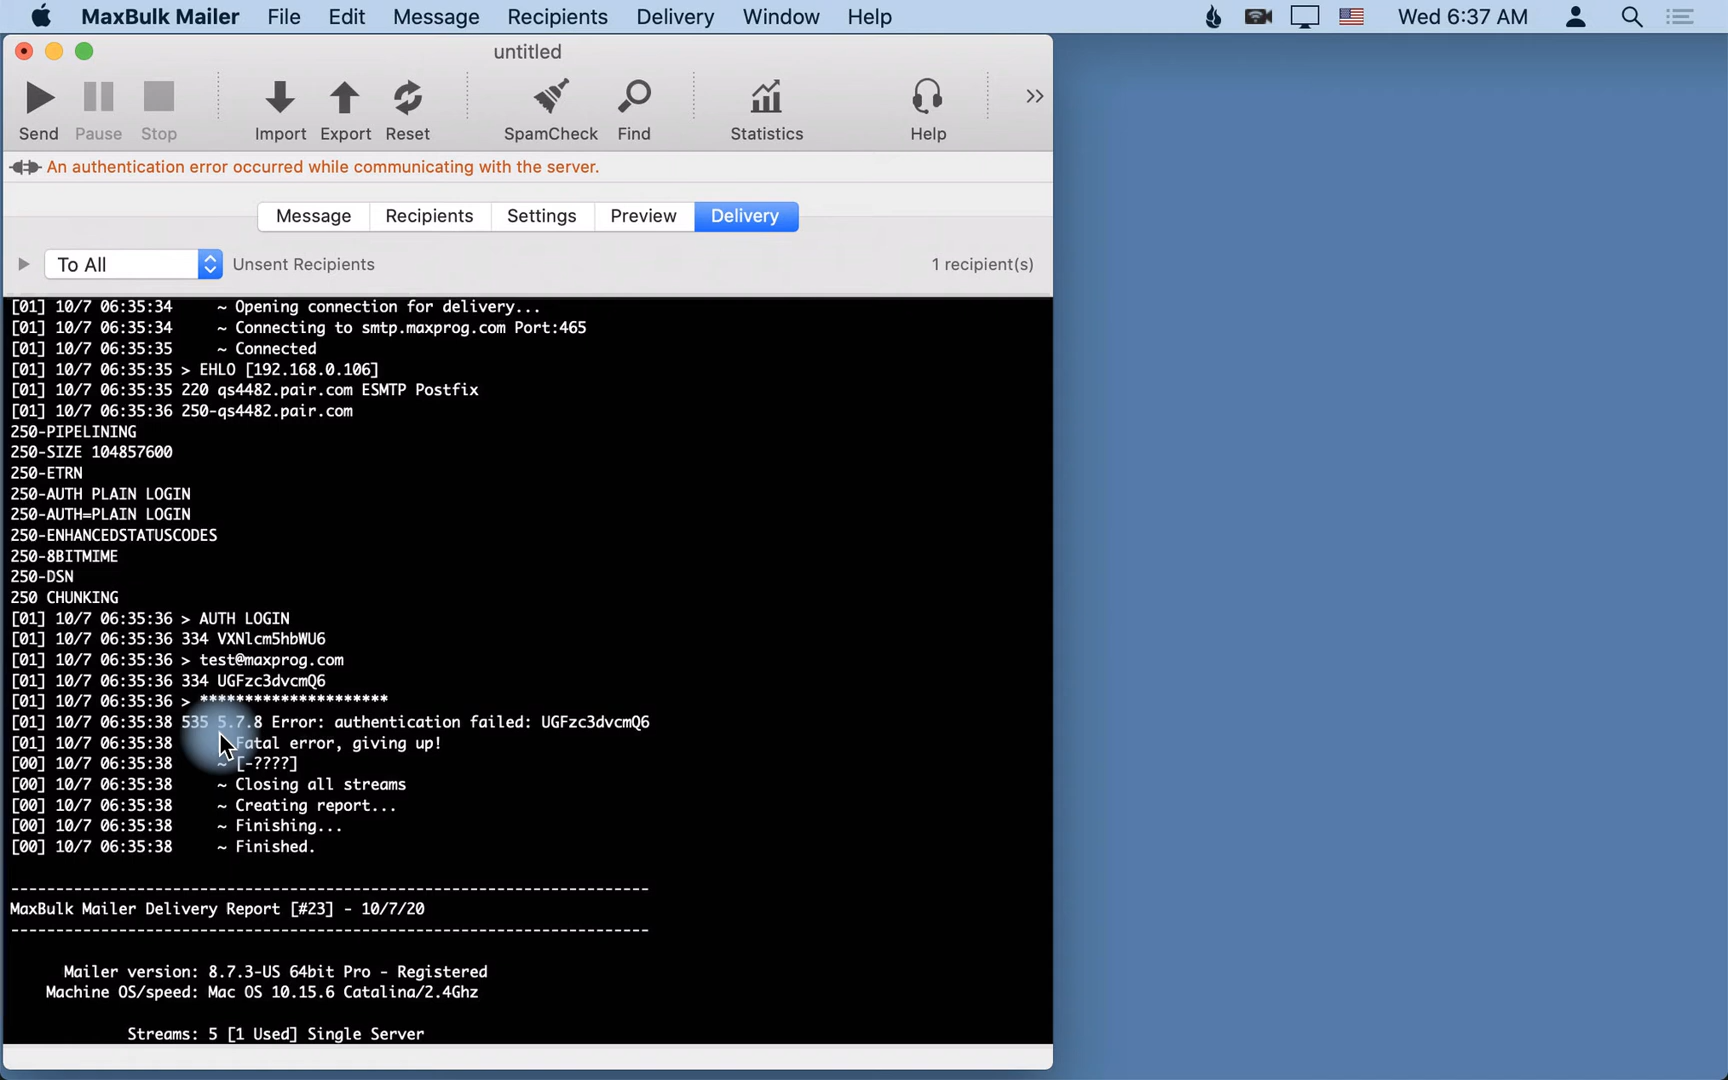 MaxBulk Mailer File Edit Message Recipients Delivery Window Help Wed 6:37 AM
untitled
Send Pause Stop Import Export Reset SpamCheck Find Statistics Help
An authentication error occurred while communicating with the server.
Message Recipients Settings Preview Delivery
To All Unsent Recipients 1 recipient(s)
[01] 10/7 06:35:34 ~ Opening connection for delivery...
[01] 10/7 06:35:34 ~ Connecting to smtp.maxprog.com Port:465
[01] 10/7 06:35:35 ~ Connected
[01] 10/7 06:35:35 > EHLO [192.168.0.106]
[01] 10/7 06:35:35 220 qs4482.pair.com ESMTP Postfix
[01] 10/7 06:35:36 250-qs4482.pair.com
250-PIPELINING
250-SIZE 104857600
250-ETRN
250-AUTH PLAIN LOGIN
250-AUTH=PLAIN LOGIN
250-ENHANCEDSTATUSCODES
250-8BITMIME
250-DSN
250 CHUNKING
[01] 10/7 06:35:36 > AUTH LOGIN
[01] 10/7 06:35:36 334 VXNlcm5hbWU6
[01] 10/7 06:35:36 > test@maxprog.com
[01] 10/7 06:35:36 334 UGFzc3dvcmQ6
[01] 10/7 06:35:36 > *********************
[01] 10/7 06:35:38 535 5.7.8 Error: authentication failed: UGFzc3dvcmQ6
[01] 10/7 06:35:38 Fatal error, giving up!
[00] 10/7 06:35:38 ~ [-????]
[00] 10/7 06:35:38 ~ Closing all streams
[00] 10/7 06:35:38 ~ Creating report...
[00] 10/7 06:35:38 ~ Finishing...
[00] 10/7 06:35:38 ~ Finished.
-----------------------------------------------------------------------
MaxBulk Mailer Delivery Report [#23] - 10/7/20
-----------------------------------------------------------------------
Mailer version: 8.7.3-US 64bit Pro - Registered
Machine OS/speed: Mac OS 10.15.6 Catalina/2.4Ghz
Streams: 5 [1 Used] Single Server